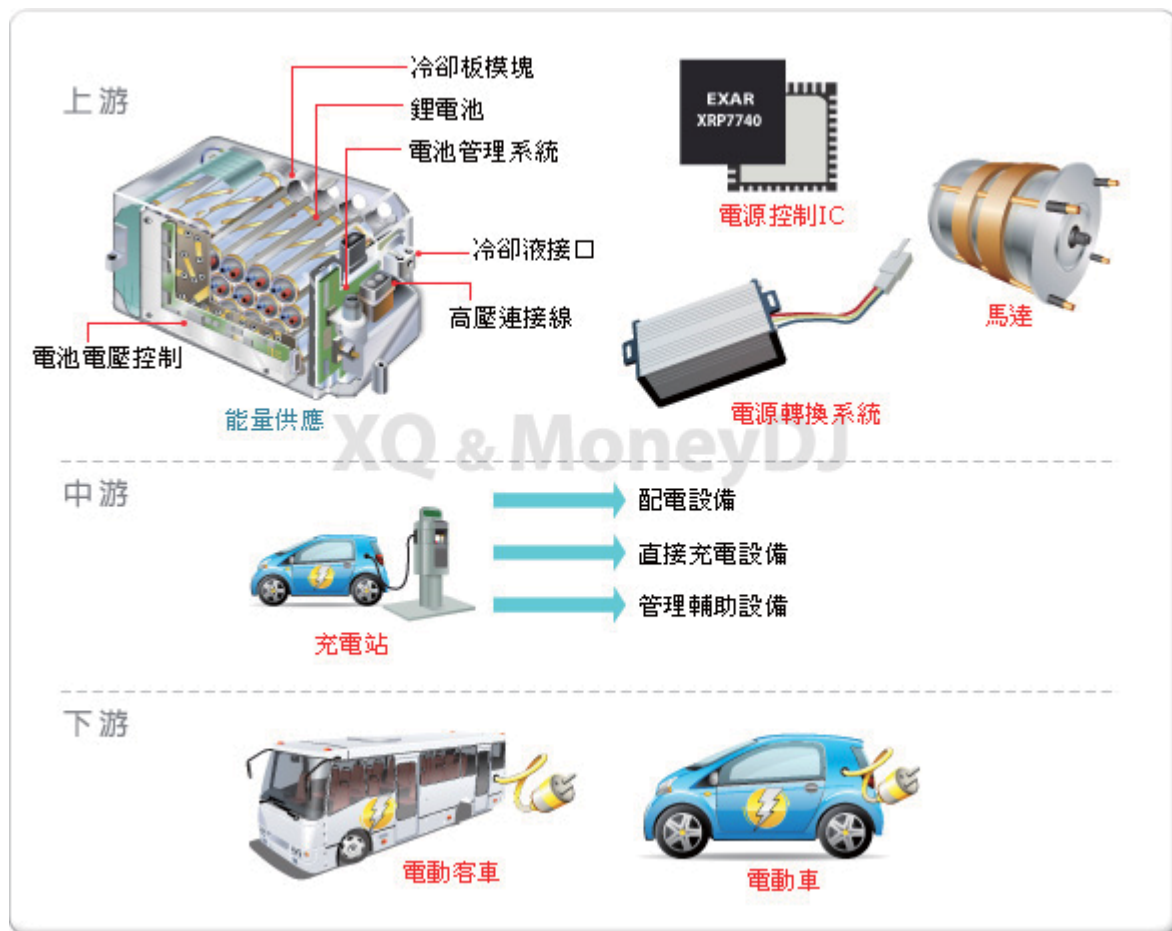 上游
冷卻板模塊
鋰電池
電池管理系統
冷卻液接口
高壓連接線
電池電壓控制
能量供應
EXAR
XRP7740
電源控制IC
馬達
電源轉換系統
XQ & MoneyDJ
中游
配電設備
直接充電設備
管理輔助設備
充電站
下游
電動客車
電動車